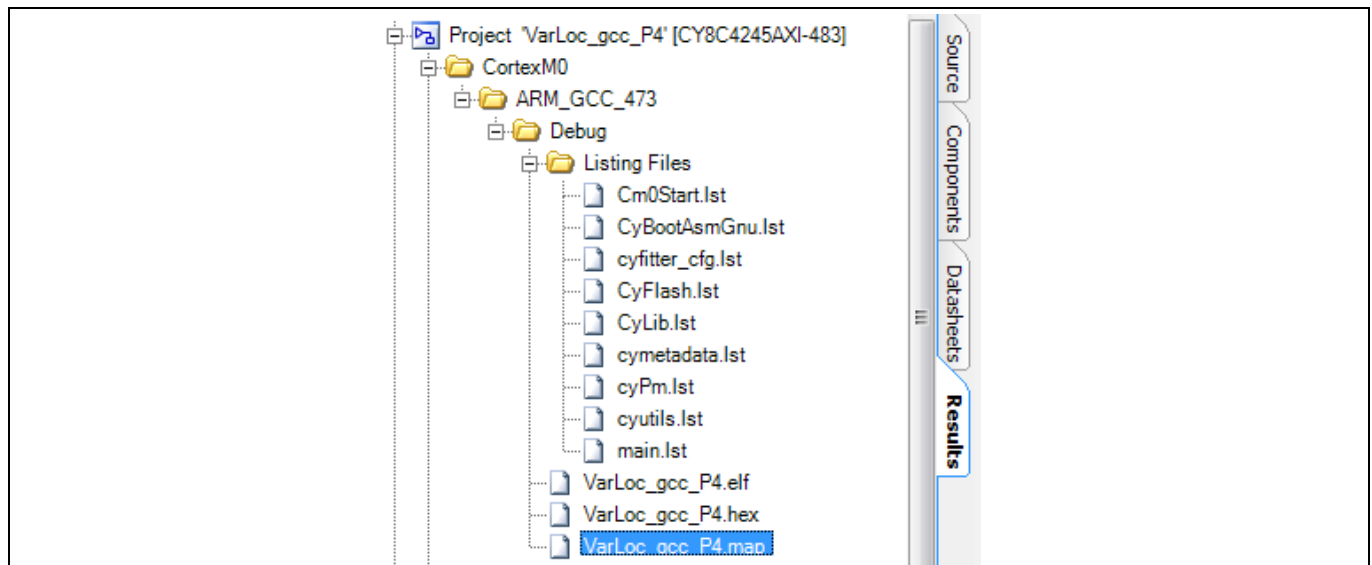 Project 'VarLoc_gcc_P4' [CY8C4245AXI-483]
CortexM0
ARM_GCC_473
Debug
Listing Files
Cm0Start.lst
CyBootAsmGnu.lst
cyfitter_cfg.lst
CyFlash.lst
CyLib.lst
cymetadata.lst
cyPm.lst
cyutils.lst
main.lst
VarLoc_gcc_P4.elf
VarLoc_gcc_P4.hex
VarLoc_gcc_P4.map
Source
Components
Datasheets
Results